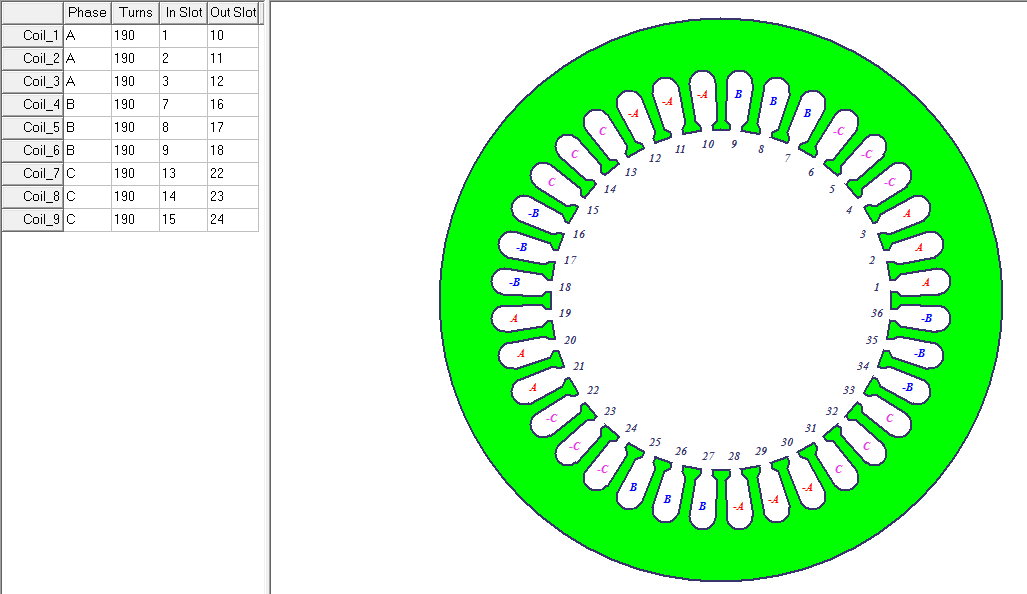 Phase Turns In Slot Out Slot
Coil_1 A 190 1 10
Coil_2 A 190 2 11
Coil_3 A 190 3 12
Coil_4 B 190 7 16
Coil_5 B 190 8 17
Coil_6 B 190 9 18
Coil_7 C 190 13 22
Coil_8 C 190 14 23
Coil_9 C 190 15 24
-A B
-A B
-A B
C -C
12 11 10 9 8 7
C -C
13 6
C -C
14 5
15 4
-B A
16 3
-B A
17 2
-B 18 1 A
A 19 36 -B
20 35
A -B
21 34
A 22 33 -B
23 32
-C C
24 31
-C C
25 26 27 28 29 30
-C C
B -A
B -A
B -A